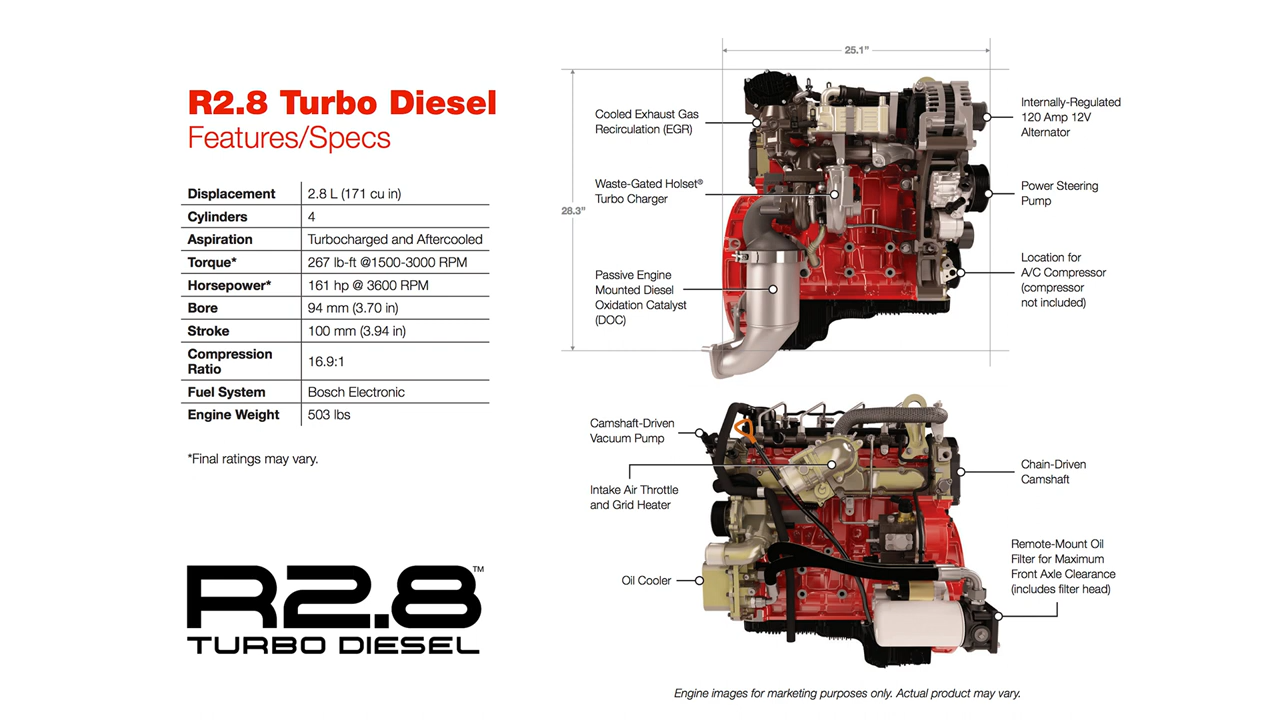 R2.8 Turbo Diesel
Features/Specs
Displacement 2.8 L (171 cu in)
Cylinders 4
Aspiration Turbocharged and Aftercooled
Torque* 267 lb-ft @1500-3000 RPM
Horsepower* 161 hp @ 3600 RPM
Bore 94 mm (3.70 in)
Stroke 100 mm (3.94 in)
Compression
Ratio 16.9:1
Fuel System Bosch Electronic
Engine Weight 503 lbs
*Final ratings may vary.
R2.8™
TURBO DIESEL
25.1"
28.3"
Cooled Exhaust Gas
Recirculation (EGR)
Waste-Gated Holset®
Turbo Charger
Passive Engine
Mounted Diesel
Oxidation Catalyst
(DOC)
Internally-Regulated
120 Amp 12V
Alternator
Power Steering
Pump
Location for
A/C Compressor
(compressor
not included)
Camshaft-Driven
Vacuum Pump
Intake Air Throttle
and Grid Heater
Oil Cooler
Chain-Driven
Camshaft
Remote-Mount Oil
Filter for Maximum
Front Axle Clearance
(includes filter head)
Engine images for marketing purposes only. Actual product may vary.